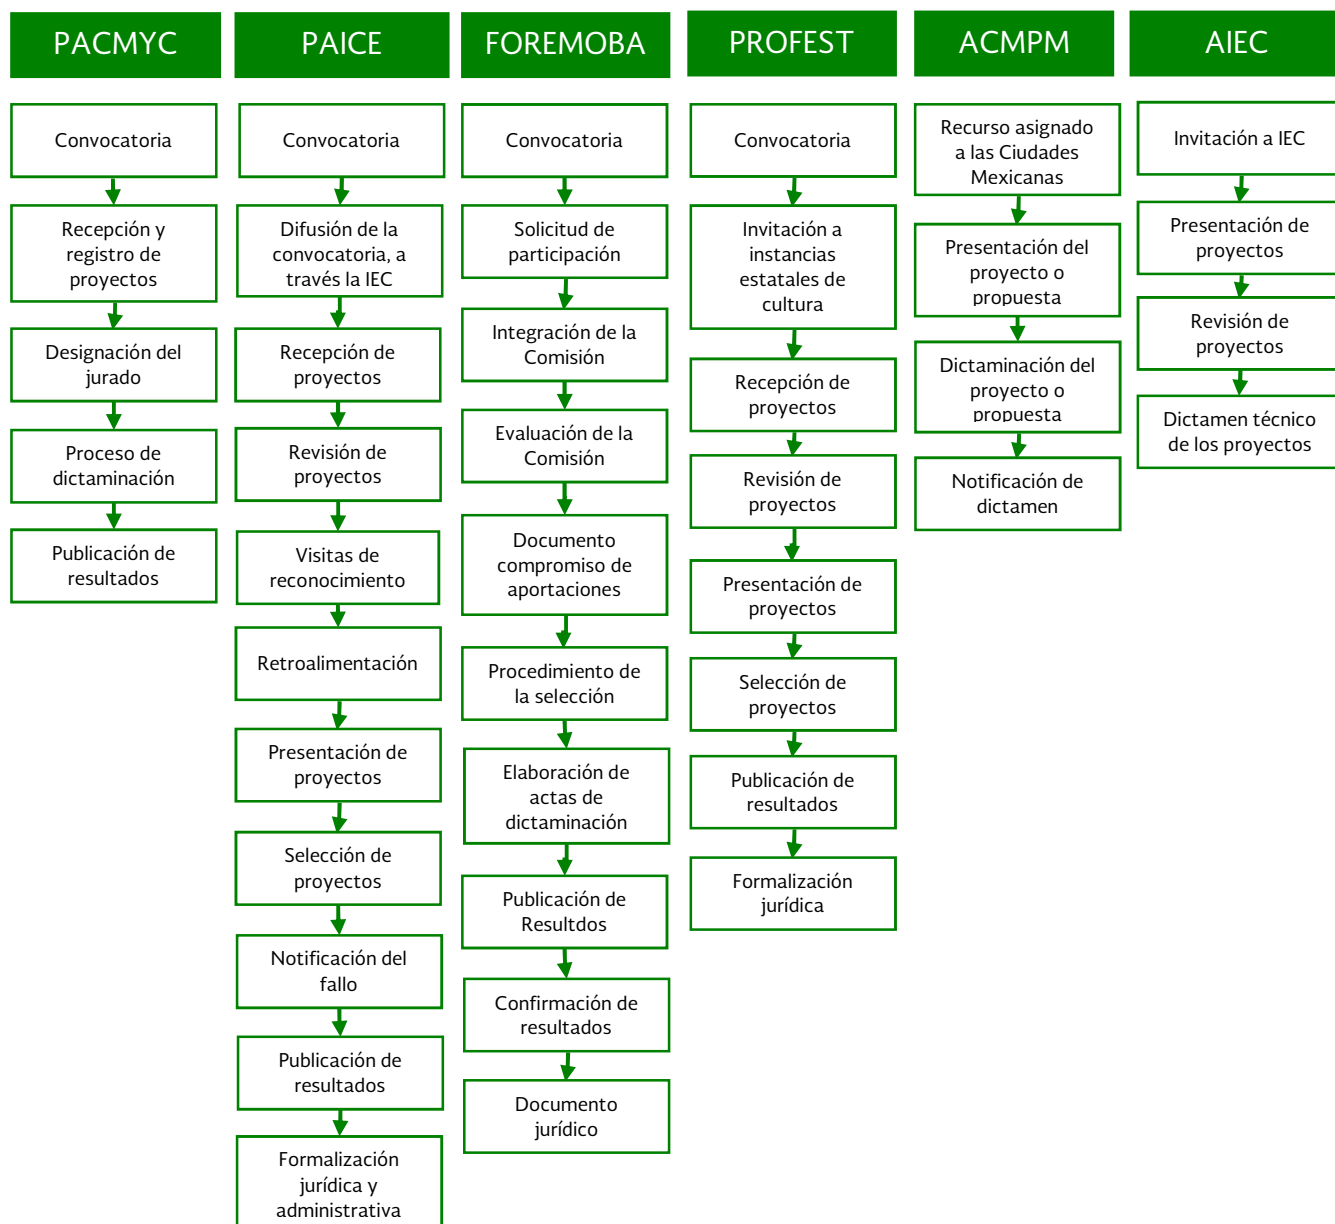 PACMYC
PAICE
FOREMOBA
PROFEST
ACMPM
AIEC
Convocatoria
Recepción y
registro de
proyectos
Designación del
jurado
Proceso de
dictaminación
Publicación de
resultados
Convocatoria
Difusión de la
convocatoria, a
través la IEC
Recepción de
proyectos
Revisión de
proyectos
Visitas de
reconocimiento
Retroalimentación
Presentación de
proyectos
Selección de
proyectos
Notificación del
fallo
Publicación de
resultados
Formalización
jurídica y
administrativa
Convocatoria
Solicitud de
participación
Integración de la
Comisión
Evaluación de la
Comisión
Documento
compromiso de
aportaciones
Procedimiento de
la selección
Elaboración de
actas de
dictaminación
Publicación de
Resultdos
Confirmación de
resultados
Documento
jurídico
Convocatoria
Invitación a
instancias
estatales de
cultura
Recepción de
proyectos
Revisión de
proyectos
Presentación de
proyectos
Selección de
proyectos
Publicación de
resultados
Formalización
jurídica
Recurso asignado
a las Ciudades
Mexicanas
Presentación del
proyecto o
propuesta
Dictaminación del
proyecto o
propuesta
Notificación de
dictamen
Invitación a IEC
Presentación de
proyectos
Revisión de
proyectos
Dictamen técnico
de los proyectos